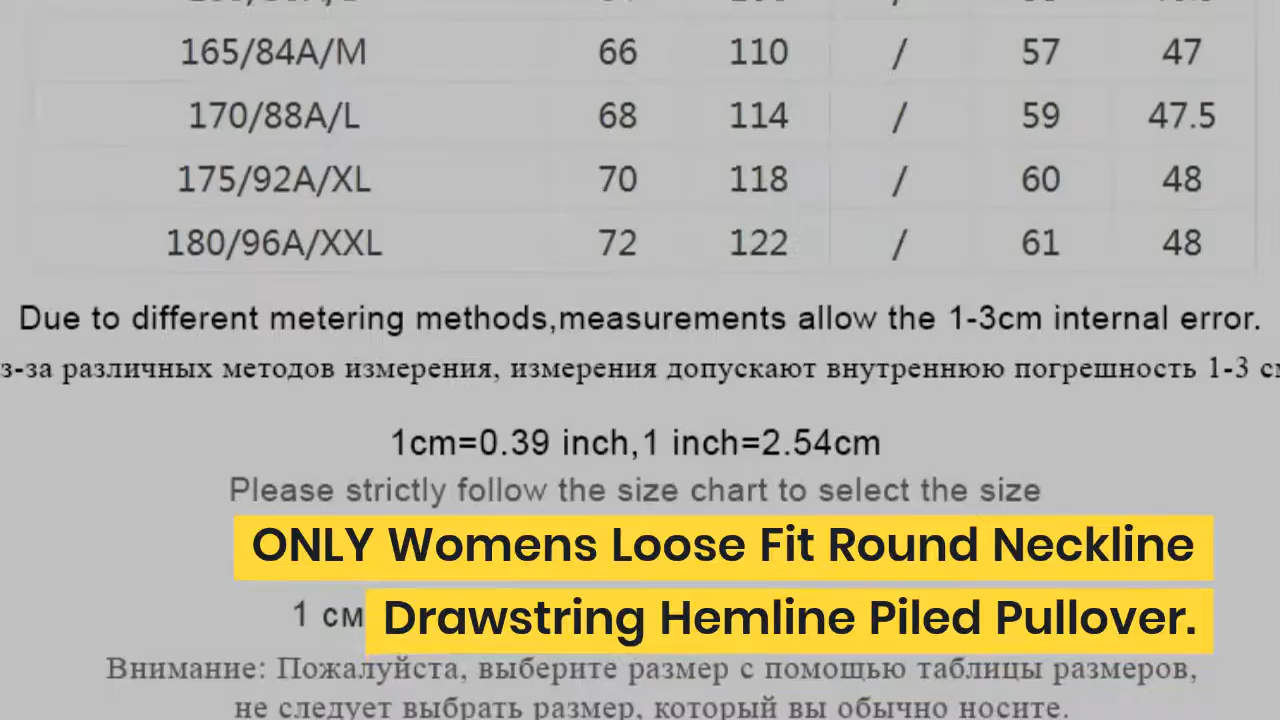 165/84A/M 66 110 / 57 47
170/88A/L 68 114 / 59 47.5
175/92A/XL 70 118 / 60 48
180/96A/XXL 72 122 / 61 48
Due to different metering methods,measurements allow the 1-3cm internal error.
з-за различных методов измерения, измерения допускают внутреннюю погрешность 1-3
1cm=0.39 inch,1 inch=2.54cm
Please strictly follow the size chart to select the size
ONLY Womens Loose Fit Round Neckline
1 см
Drawstring Hemline Piled Pullover.
Внимание: Пожалуйста, выберите размер с помощью таблицы размеров,
не следует выбрать размер, который вы обычно носите.